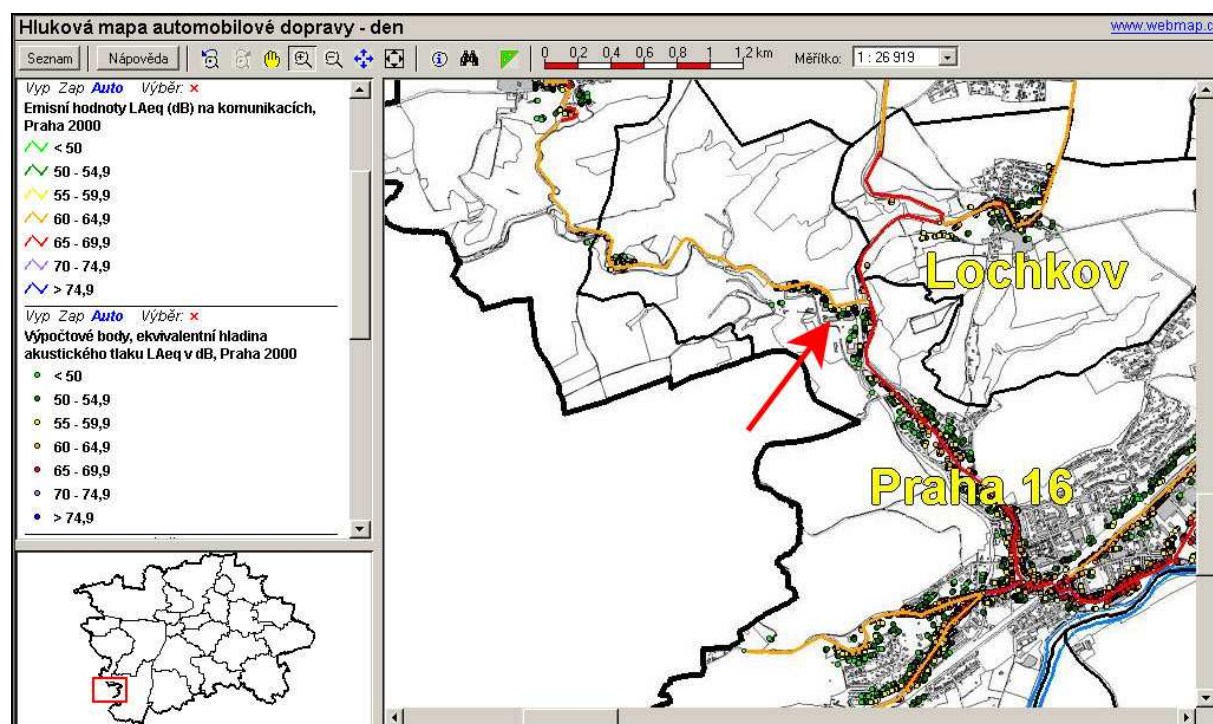 Hluková mapa automobilové dopravy - den
Seznam Nápověda 0 0,2 0,4 0,6 0,8 1 1,2 km Měřítko: 1 : 26 919
Vyp Zap Auto Výběr: ×
Emisní hodnoty LAeq (dB) na komunikacích,
Praha 2000
< 50
50 - 54,9
55 - 59,9
60 - 64,9
65 - 69,9
70 - 74,9
> 74,9
Vyp Zap Auto Výběr: ×
Výpočtové body, ekvivalentní hladina
akustického tlaku LAeq v dB, Praha 2000
< 50
50 - 54,9
55 - 59,9
60 - 64,9
65 - 69,9
70 - 74,9
> 74,9
Lochkov
Praha 16